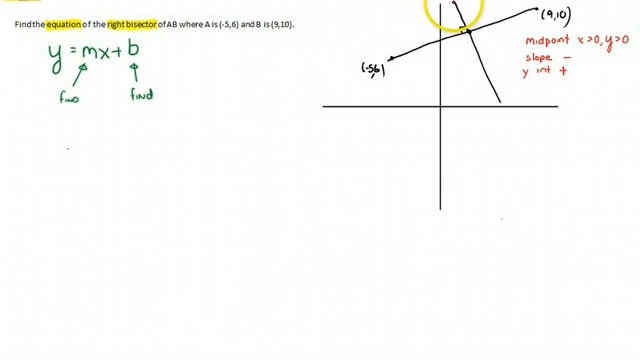 Find the equation of the right bisector of AB where A is (-5,6) and B is (9,10).
y = mx + b
find find
(9,10)
midpoint x>0, y>0
slope -
y int +
(-5,6)